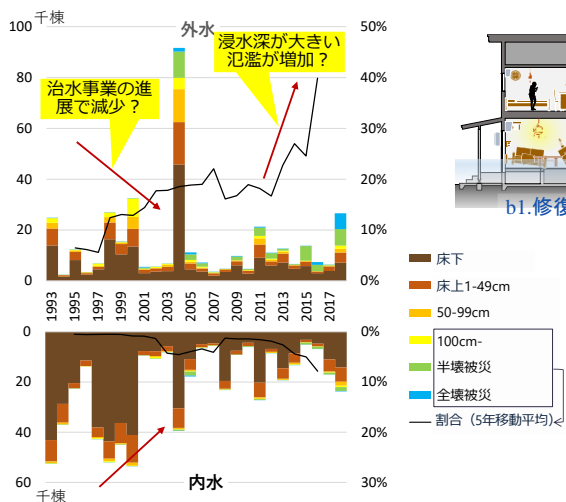 千棟
外水
100
80
60
40
20
0
50%
40%
30%
20%
10%
0%
治水事業の進
展で減少？
浸水深が大きい
氾濫が増加？
1993
1995
1997
1999
2001
2003
2005
2007
2009
2011
2013
2015
2017
0
20
40
60
0%
10%
20%
30%
千棟
内水
b1.修復
床下
床上1-49cm
50-99cm
100cm-
半壊被災
全壊被災
割合（5年移動平均）